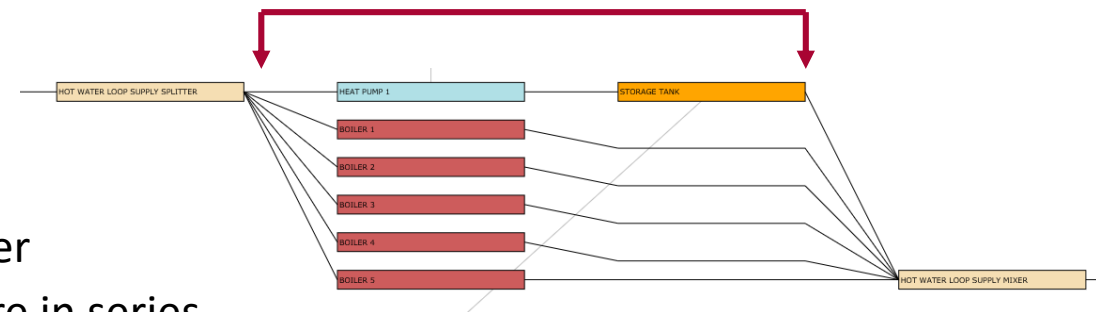 HOT WATER LOOP SUPPLY SPLITTER
HEAT PUMP 1
STORAGE TANK
BOILER 1
BOILER 2
BOILER 3
BOILER 4
BOILER 5
HOT WATER LOOP SUPPLY MIXER
er
re in series